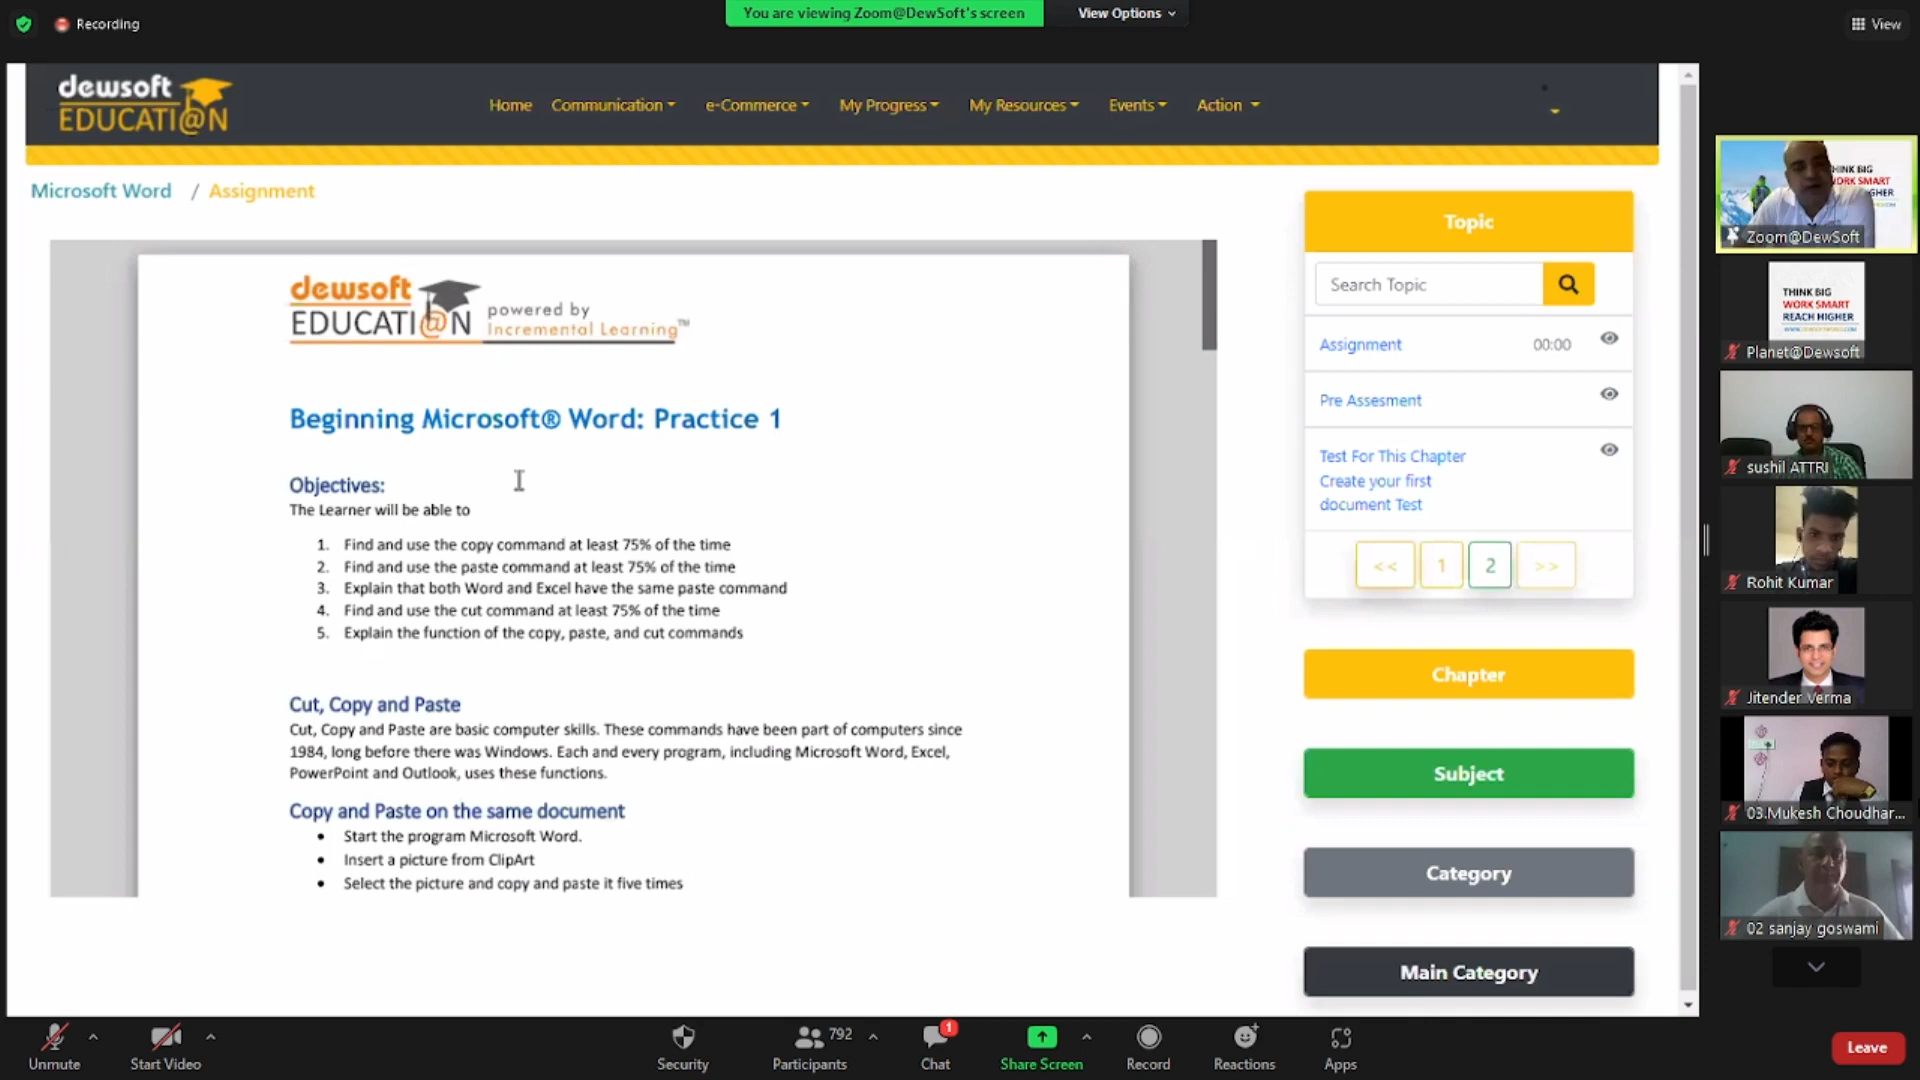 Recording
You are viewing Zoom@DewSoft's screen
View Options
View
dewsoft
EDUCATI@N
Home
Communication
e-Commerce
My Progress
My Resources
Events
Action
Microsoft Word / Assignment
dewsoft
EDUCATI@N
powered by
Incremental Learning™
Beginning Microsoft® Word: Practice 1
Objectives:
The Learner will be able to
1. Find and use the copy command at least 75% of the time
2. Find and use the paste command at least 75% of the time
3. Explain that both Word and Excel have the same paste command
4. Find and use the cut command at least 75% of the time
5. Explain the function of the copy, paste, and cut commands
Cut, Copy and Paste
Cut, Copy and Paste are basic computer skills. These commands have been part of computers since
1984, long before there was Windows. Each and every program, including Microsoft Word, Excel,
PowerPoint and Outlook, uses these functions.
Copy and Paste on the same document
• Start the program Microsoft Word.
• Insert a picture from ClipArt
• Select the picture and copy and paste it five times
Topic
Search Topic
Assignment 00:00
Pre Assesment
Test For This Chapter
Create your first
document Test
<< 1 2 >>
Chapter
Subject
Category
Main Category
THINK BIG
WORK SMART
Zoom@DewSoft
THINK BIG
WORK SMART
REACH HIGHER
Planet@Dewsoft
sushil ATTRI
Rohit Kumar
Jitender Verma
03.Mukesh Choudhar...
02 sanjay goswami
Unmute
Start Video
Security
792
Participants
1
Chat
Share Screen
Record
Reactions
Apps
Leave